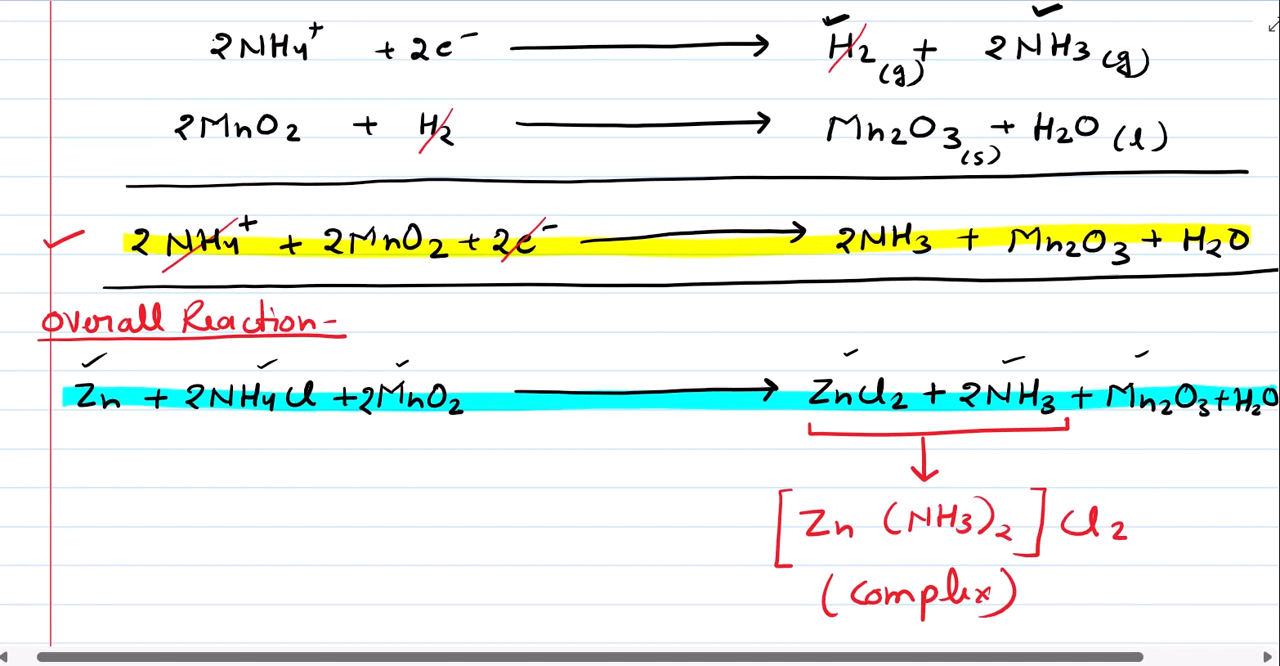 2NH4+ + 2e- ⟶ H2(g) + 2NH3(g)
2MnO2 + H2 ⟶ Mn2O3(s) + H2O(l)
2NH4+ + 2MnO2 + 2e- ⟶ 2NH3 + Mn2O3 + H2O
Overall Reaction-
Zn + 2NH4Cl + 2MnO2 ⟶ ZnCl2 + 2NH3 + Mn2O3 + H2O
[Zn (NH3)2] Cl2
(Complex)